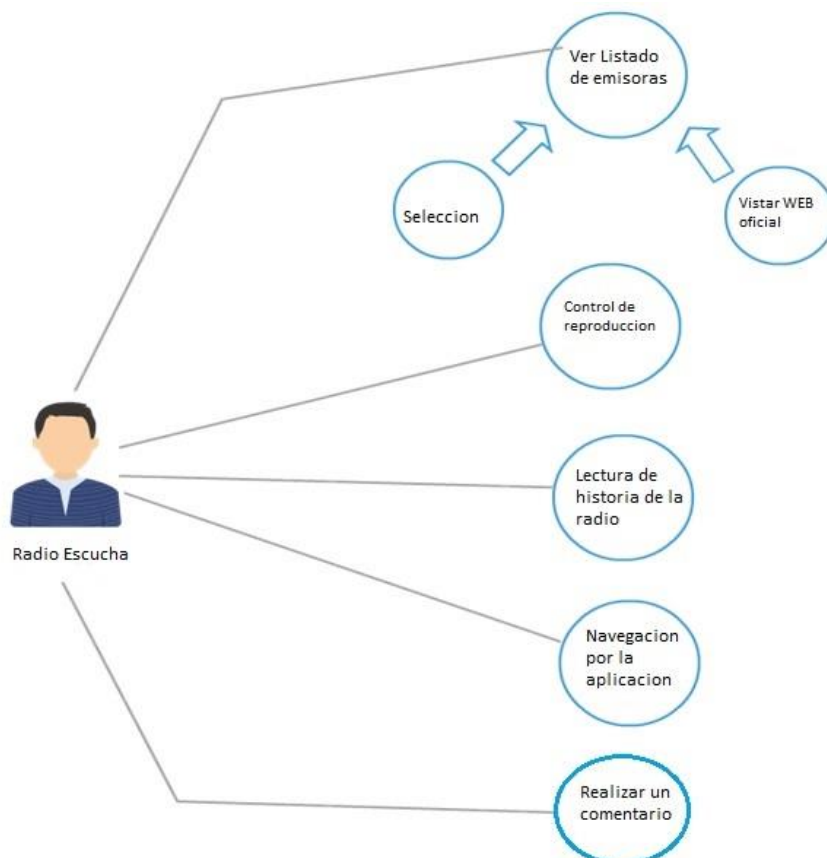 Ver Listado
de emisoras
Seleccion
Vistar WEB
oficial
Control de
reproduccion
Lectura de
historia de la
radio
Radio Escucha
Navegacion
por la
aplicacion
Realizar un
comentario